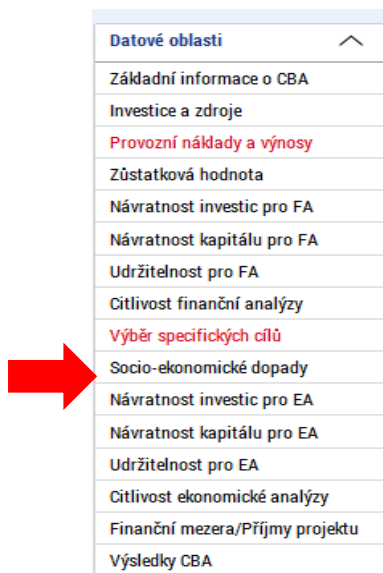 Datové oblasti
Základní informace o CBA
Investice a zdroje
Provozní náklady a výnosy
Zůstatková hodnota
Návratnost investic pro FA
Návratnost kapitálu pro FA
Udržitelnost pro FA
Citlivost finanční analýzy
Výběr specifických cílů
Socio-ekonomické dopady
Návratnost investic pro EA
Návratnost kapitálu pro EA
Udržitelnost pro EA
Citlivost ekonomické analýzy
Finanční mezera/Příjmy projektu
Výsledky CBA